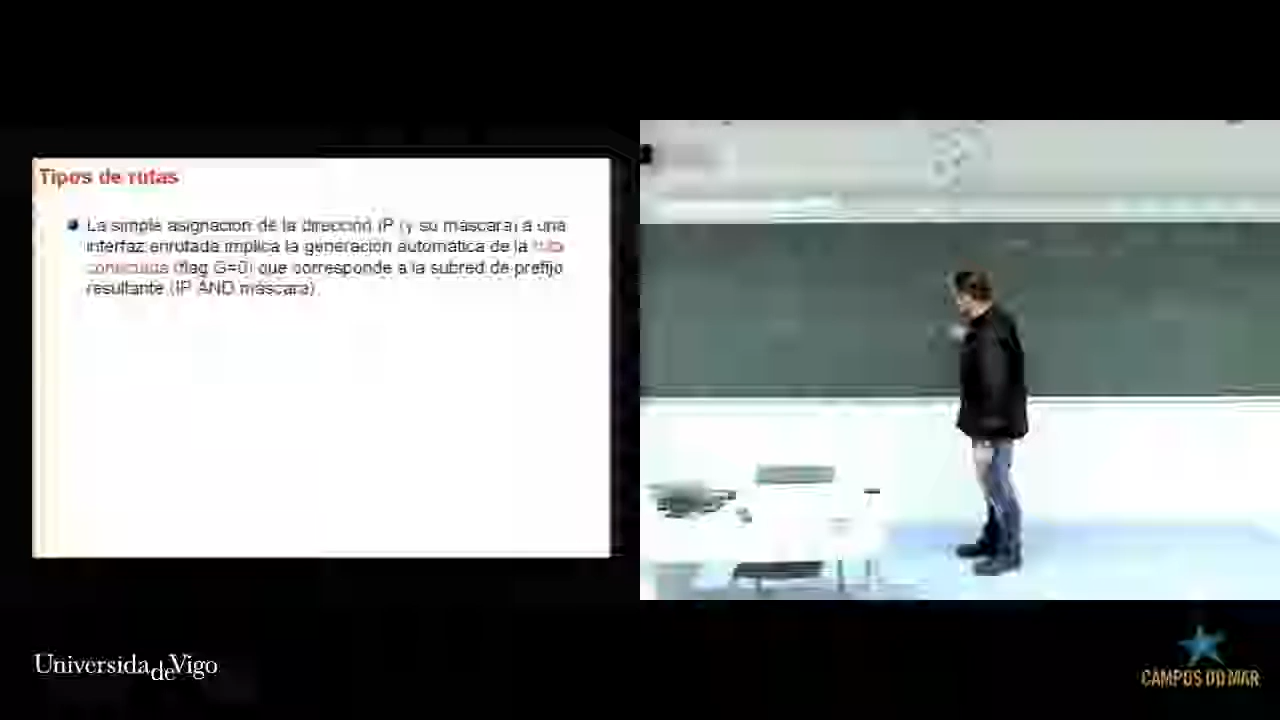 Tipos de rutas
La simple asignación de la dirección IP (y su máscara) a una
interfaz enrutada implica la generación automática de la ruta
conectada (flag G=0) que corresponde a la subred de prefijo
resultante (IP AND máscara).
Universidade Vigo
CAMPUS DO MAR